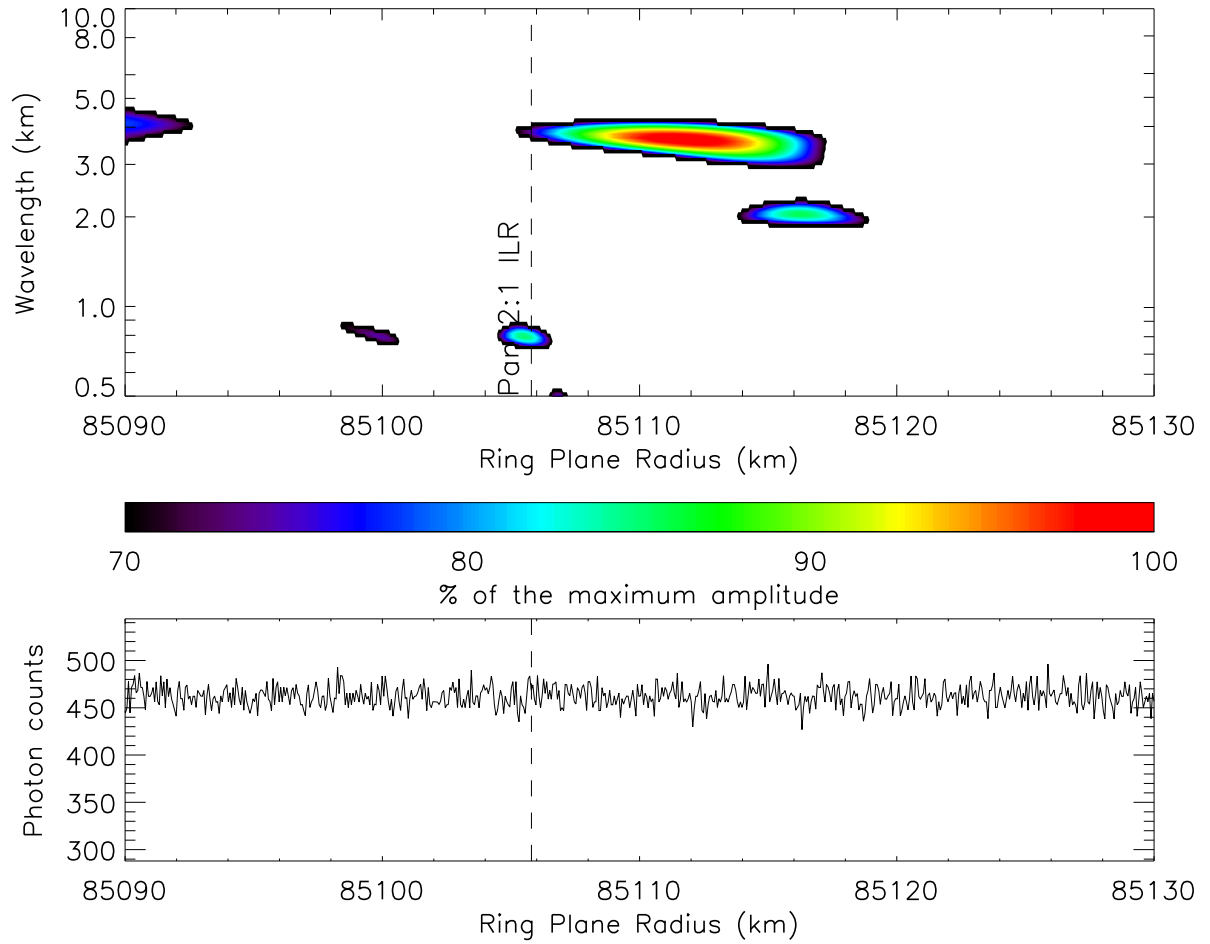 10.0
8.0
5.0
3.0
2.0
1.0
0.5
Wavelength (km)
Pan 2:1 ILR
85090 85100 85110 85120 85130
Ring Plane Radius (km)
70 80 90 100
% of the maximum amplitude
500
450
400
350
300
Photon counts
85090 85100 85110 85120 85130
Ring Plane Radius (km)